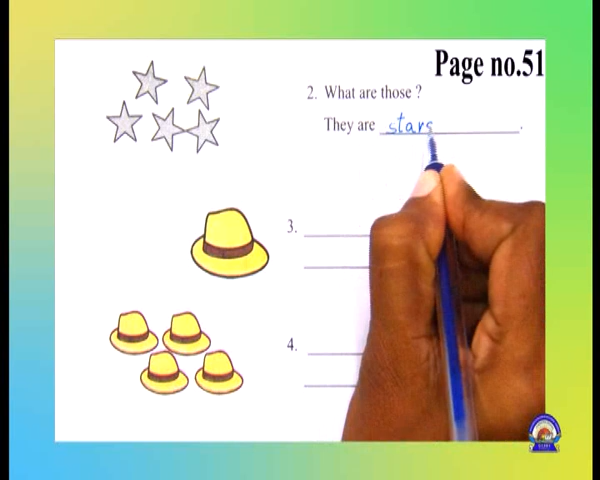 Page no.51
2. What are those ?
They are stars .
3.
4.